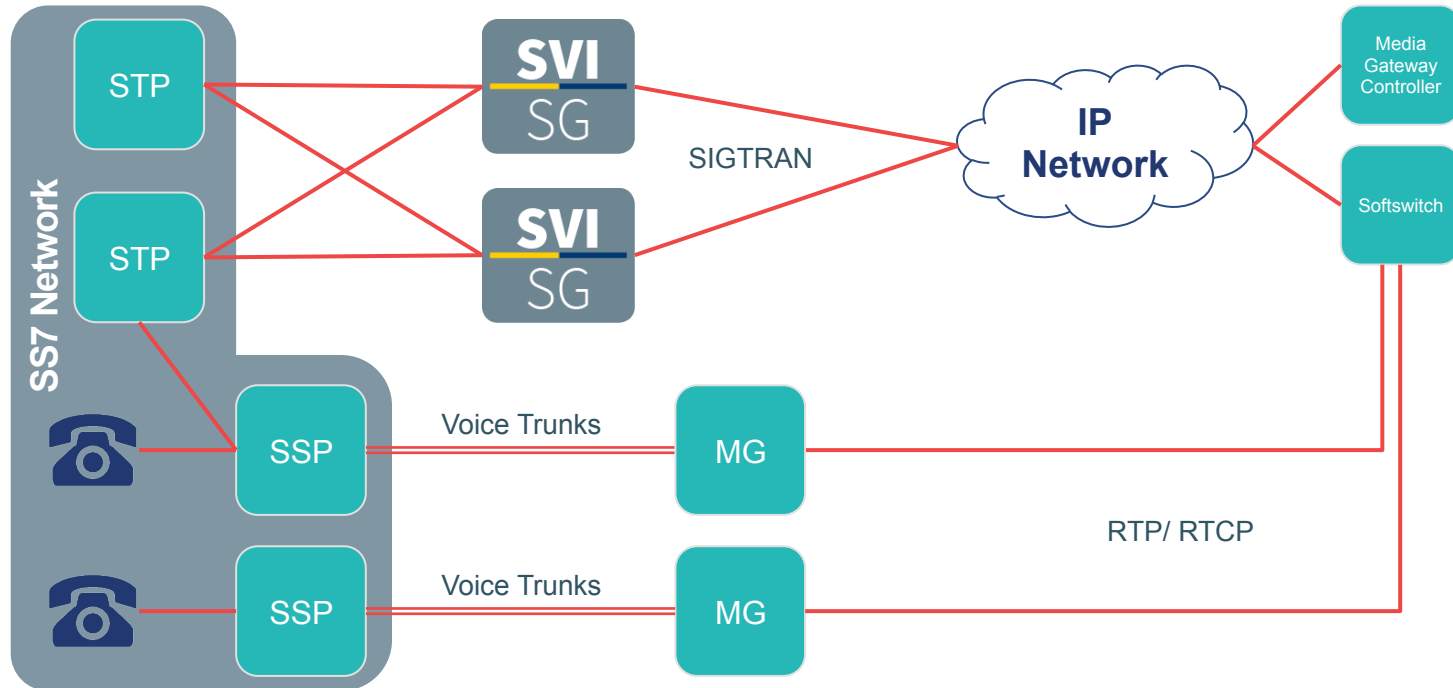 STP
SVI
SG
Media
Gateway
Controller
IP
Network
SIGTRAN
STP
SVI
SG
Softswitch
SS7 Network
SSP
Voice Trunks
MG
RTP/ RTCP
SSP
Voice Trunks
MG